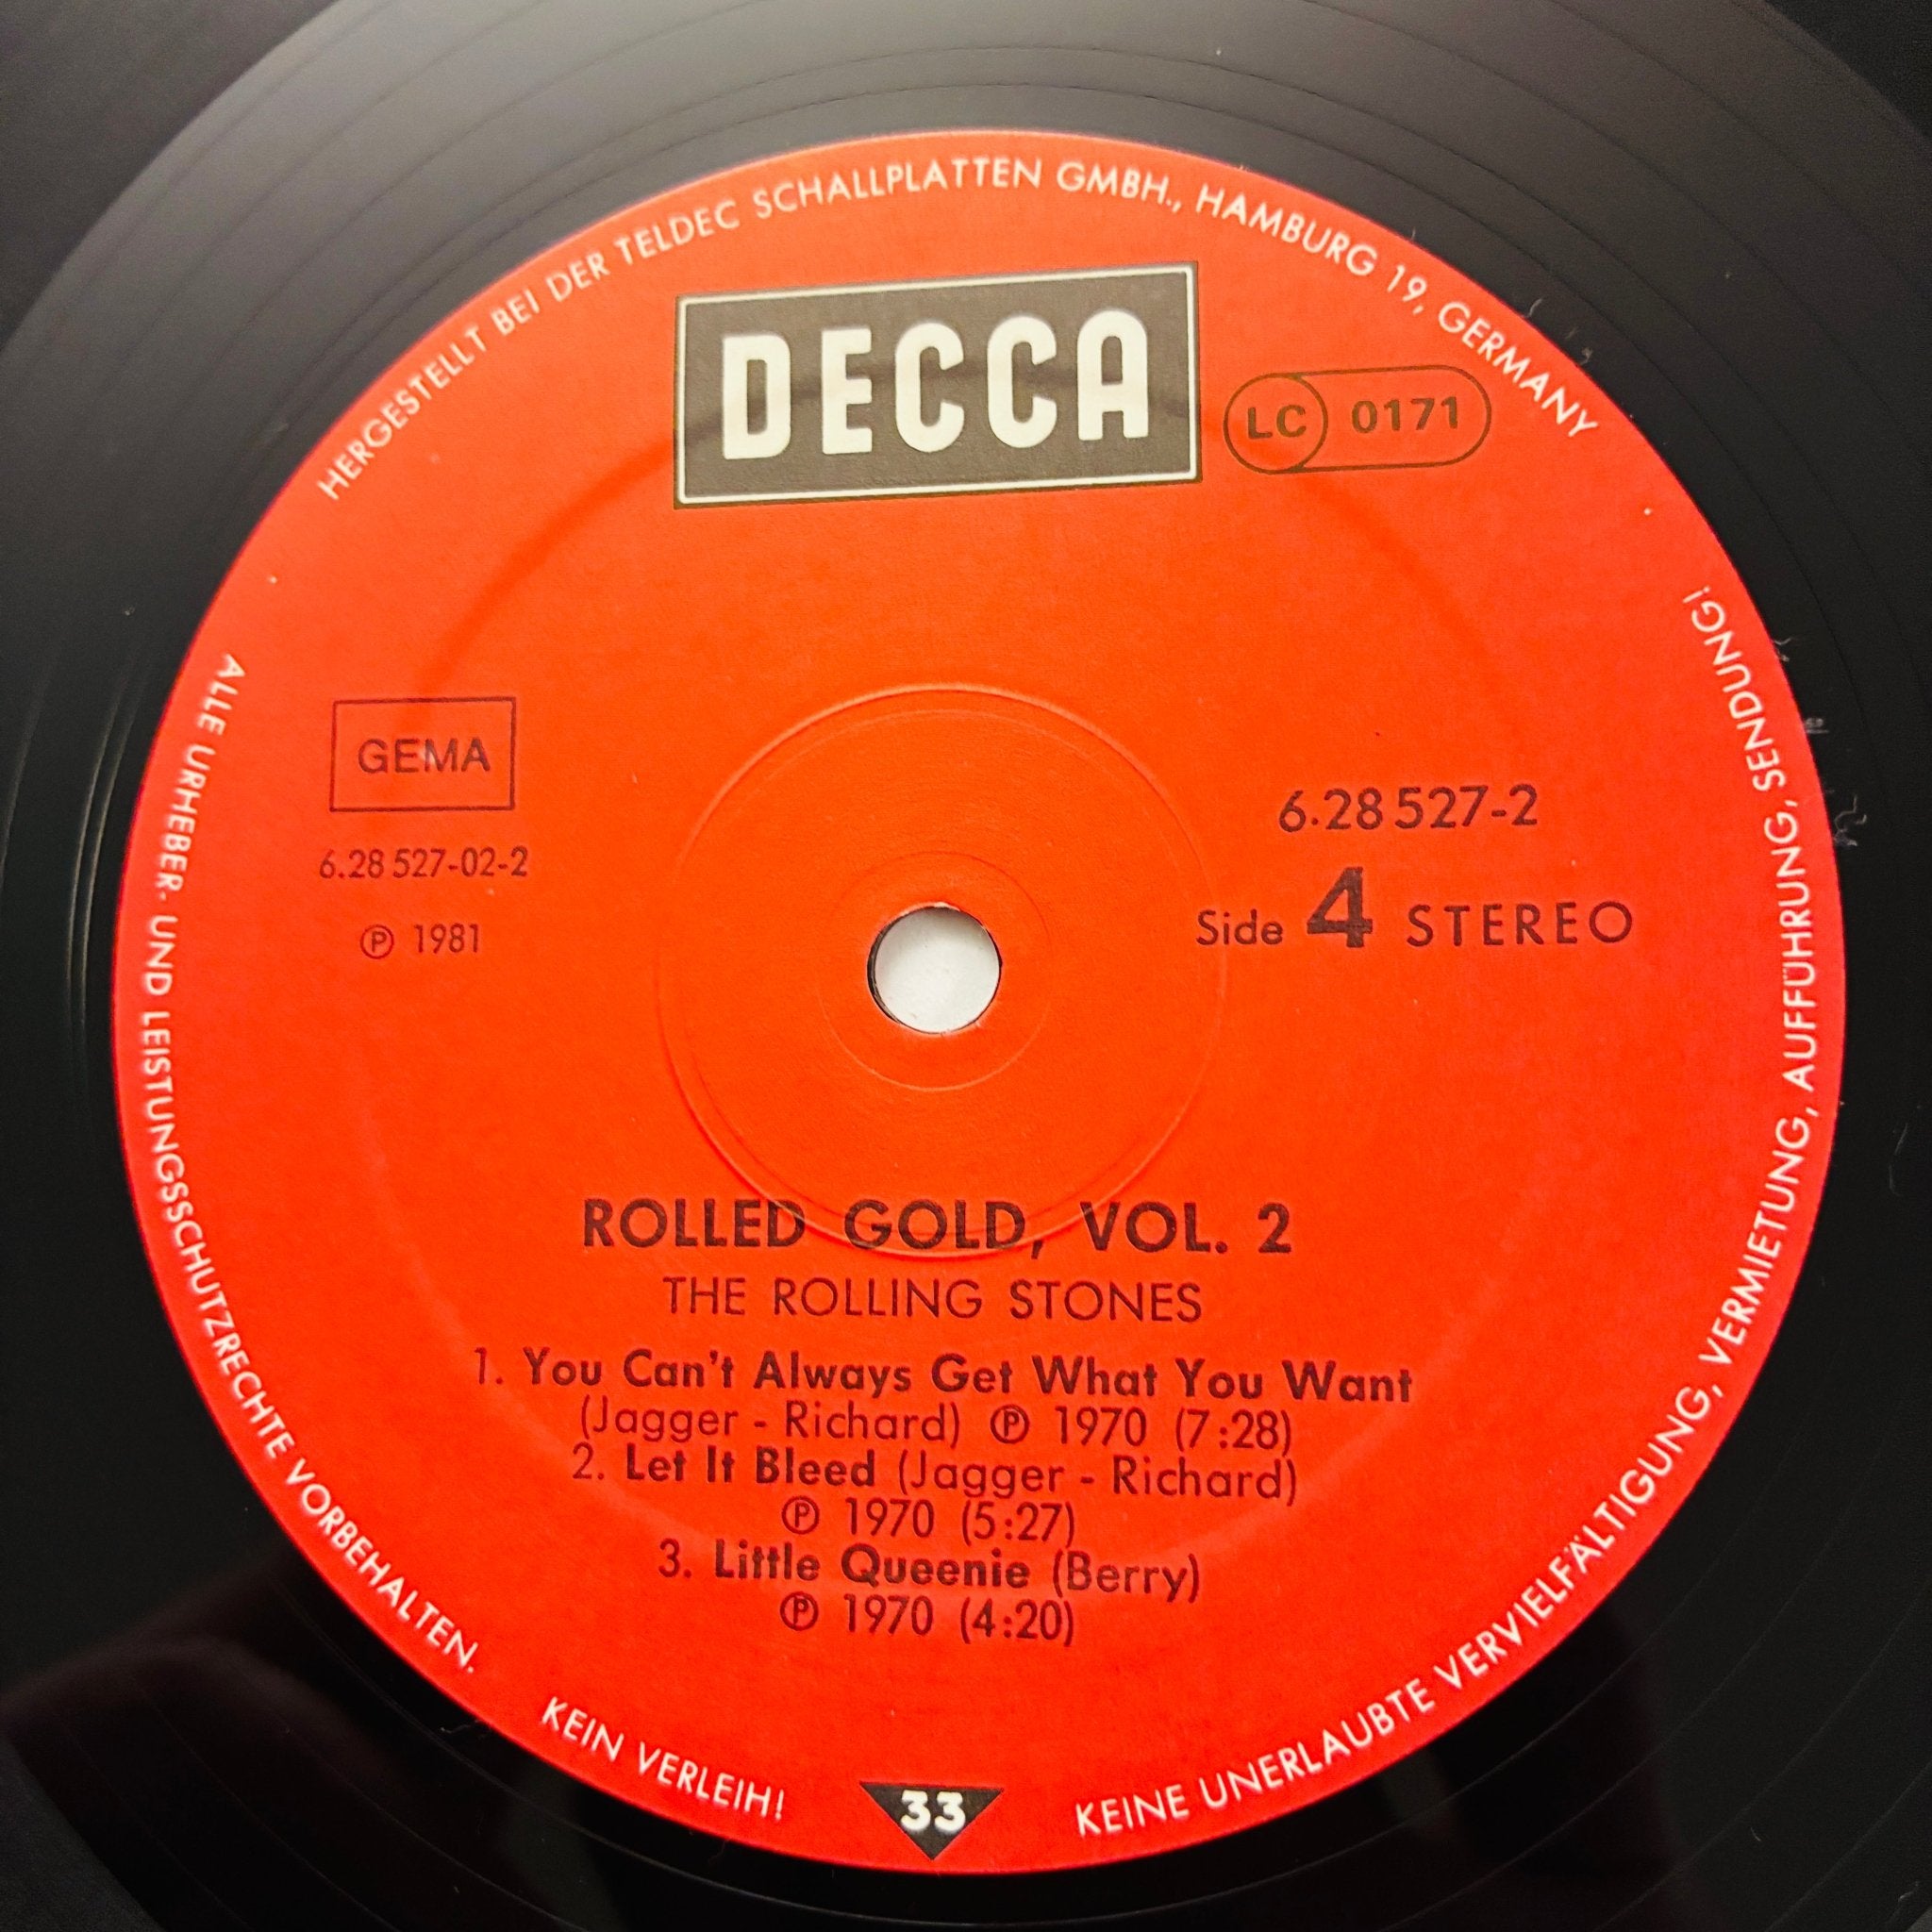 HERGESTELLT BEI DER TELDEC SCHALLPLATTEN GMBH., HAMBURG 19, GERMANY
DECCA
LC 0171
GEMA
6.28 527-02-2
℗ 1981
6.28 527-2
Side 4 STEREO
ROLLED GOLD, VOL. 2
THE ROLLING STONES
1. You Can't Always Get What You Want
(Jagger - Richard) ℗ 1970 (7:28)
2. Let It Bleed (Jagger - Richard)
℗ 1970 (5:27)
3. Little Queenie (Berry)
℗ 1970 (4:20)
ALLE URHEBER- UND LEISTUNGSSCHUTZRECHTE VORBEHALTEN.
KEIN VERLEIH!
33
KEINE UNERLAUBTE VERVIELFÄLTIGUNG, VERMIETUNG, AUFFÜHRUNG, SENDUNG!